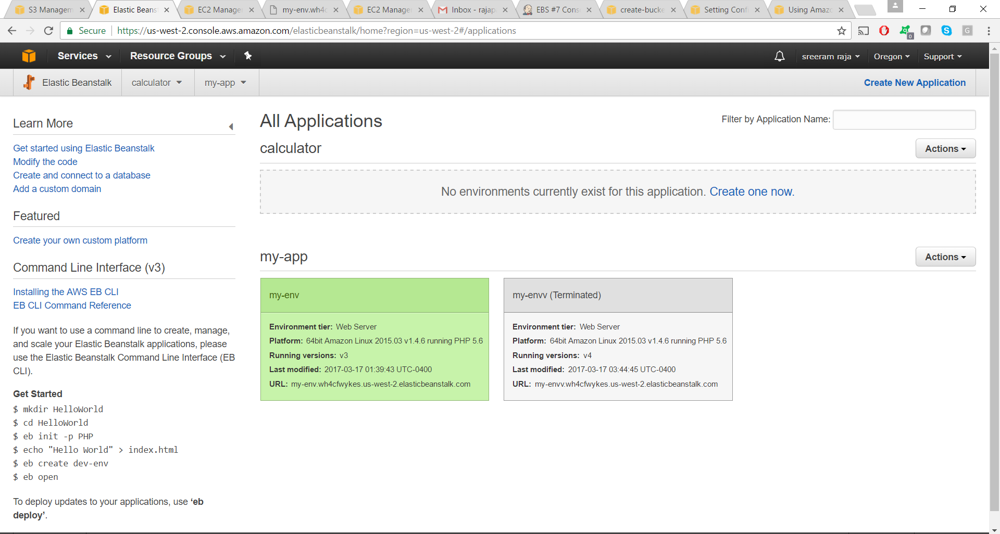 S3 Managem
Elastic Beans
EC2 Manage
my-env.wh4c
EC2 Manage
Inbox - rajap
EBS #7 Cons
create-bucke
Setting Conf
Using Amazo
Secure
https://us-west-2.console.aws.amazon.com/elasticbeanstalk/home?region=us-west-2#/applications
0
S
G
Services
Resource Groups
sreeram raja
Oregon
Support
Elastic Beanstalk
calculator
my-app
Create New Application
Learn More
Get started using Elastic Beanstalk
Modify the code
Create and connect to a database
Add a custom domain
Featured
Create your own custom platform
Command Line Interface (v3)
Installing the AWS EB CLI
EB CLI Command Reference
If you want to use a command line to create, manage,
and scale your Elastic Beanstalk applications, please
use the Elastic Beanstalk Command Line Interface (EB
CLI).
Get Started
$ mkdir HelloWorld
$ cd HelloWorld
$ eb init -p PHP
$ echo "Hello World" > index.html
$ eb create dev-env
$ eb open
To deploy updates to your applications, use ‘eb
deploy’.
All Applications
Filter by Application Name:
calculator
Actions
No environments currently exist for this application. Create one now.
my-app
Actions
my-env
Environment tier: Web Server
Platform: 64bit Amazon Linux 2015.03 v1.4.6 running PHP 5.6
Running versions: v3
Last modified: 2017-03-17 01:39:43 UTC-0400
URL: my-env.wh4cfwykes.us-west-2.elasticbeanstalk.com
my-envv (Terminated)
Environment tier: Web Server
Platform: 64bit Amazon Linux 2015.03 v1.4.6 running PHP 5.6
Running versions: v4
Last modified: 2017-03-17 03:44:45 UTC-0400
URL: my-envv.wh4cfwykes.us-west-2.elasticbeanstalk.com